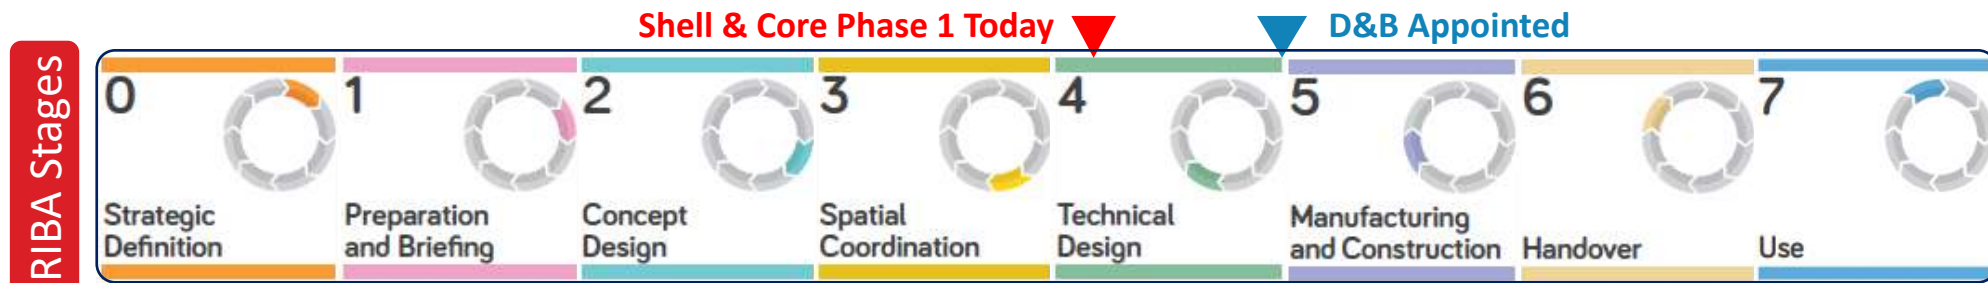 Shell & Core Phase 1 Today
D&B Appointed
RIBA Stages
0
Strategic
Definition
1
Preparation
and Briefing
2
Concept
Design
3
Spatial
Coordination
4
Technical
Design
5
Manufacturing
and Construction
6
Handover
7
Use